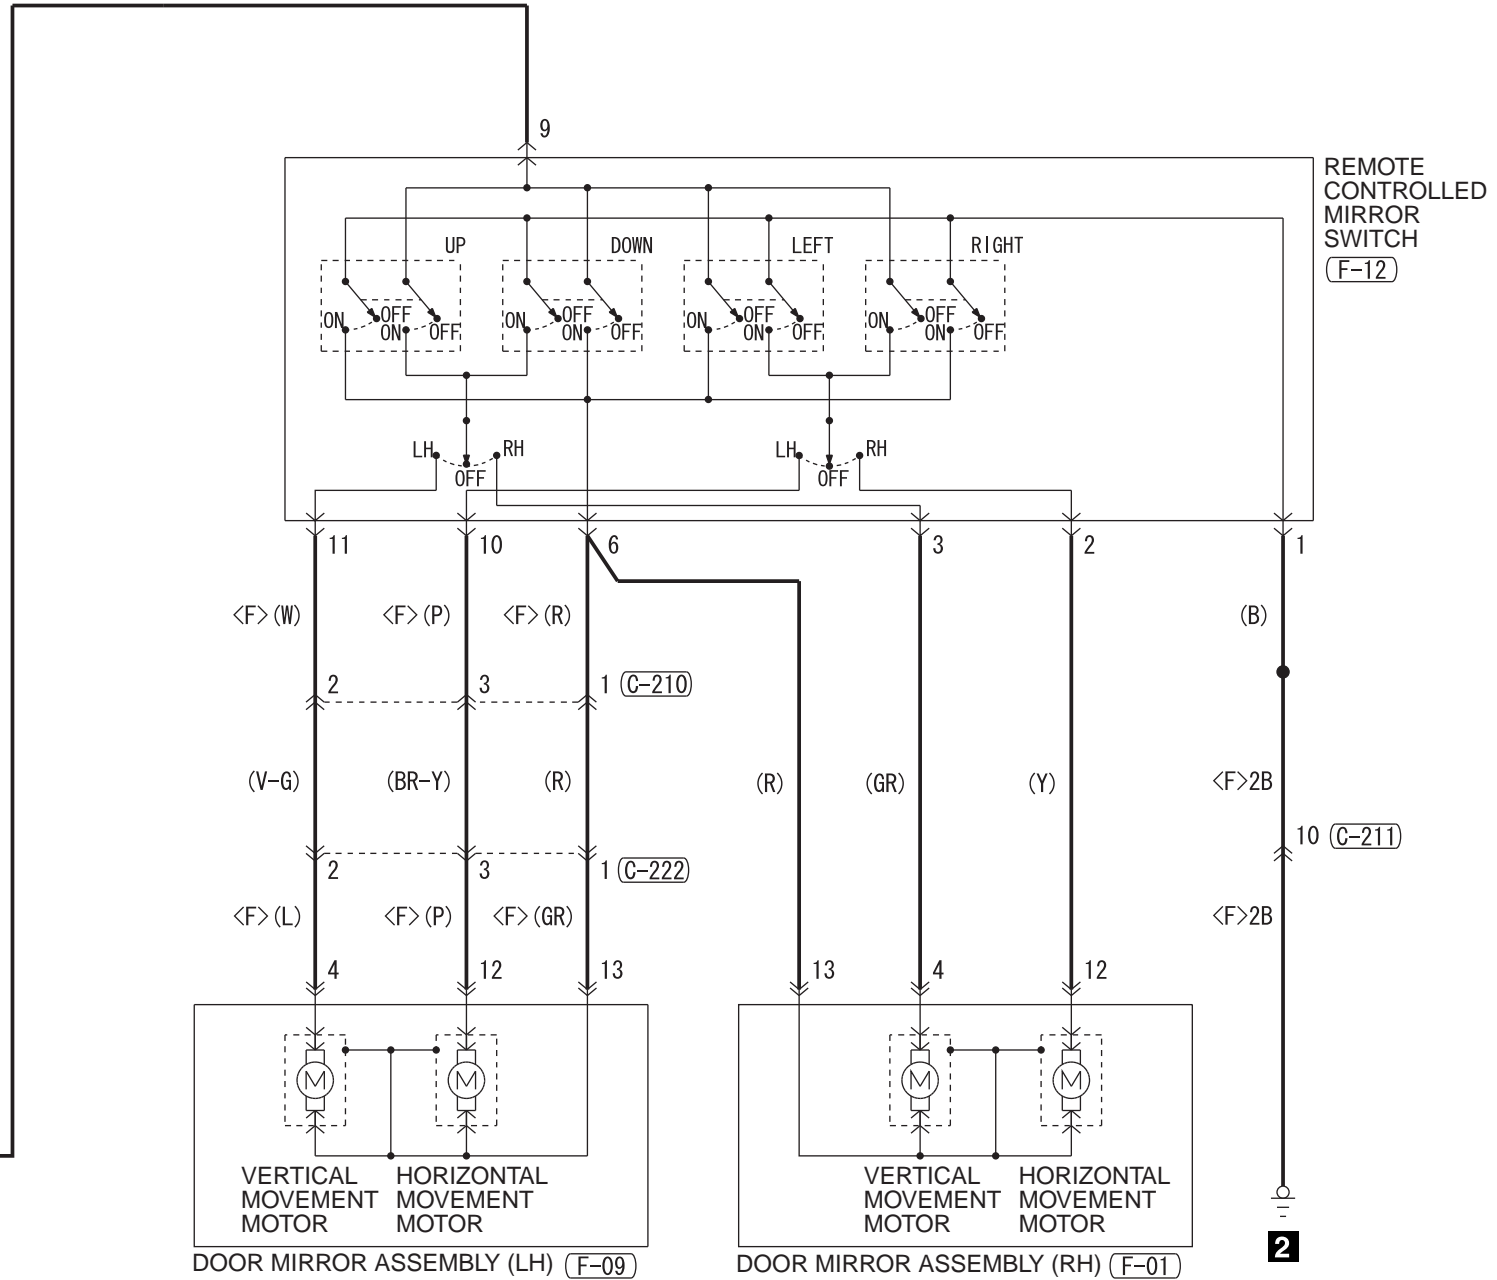 9
REMOTE
CONTROLLED
MIRROR
SWITCH
F-12
UP DOWN LEFT RIGHT
ON OFF ON OFF ON OFF ON OFF
ON OFF ON OFF ON OFF ON OFF
LH RH LH RH
OFF OFF
11 10 6 3 2 1
<F>(W) <F>(P) <F>(R) (B)
2 3 1 C-210
(V-G) (BR-Y) (R) (R) (GR) (Y) <F>2B
10 C-211
2 3 1 C-222
<F>(L) <F>(P) <F>(GR) <F>2B
4 12 13 13 4 12
M M M M
VERTICAL
MOVEMENT
MOTOR
HORIZONTAL
MOVEMENT
MOTOR
VERTICAL
MOVEMENT
MOTOR
HORIZONTAL
MOVEMENT
MOTOR
2
DOOR MIRROR ASSEMBLY (LH) F-09
DOOR MIRROR ASSEMBLY (RH) F-01